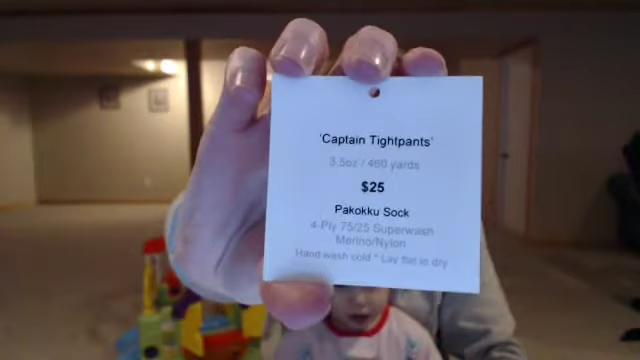 'Captain Tightpants'
3.5oz / 460 yards
$25
Pakokku Sock
4-Ply 75/25 Superwash
Merino/Nylon
Hand wash cold * Lay flat to dry